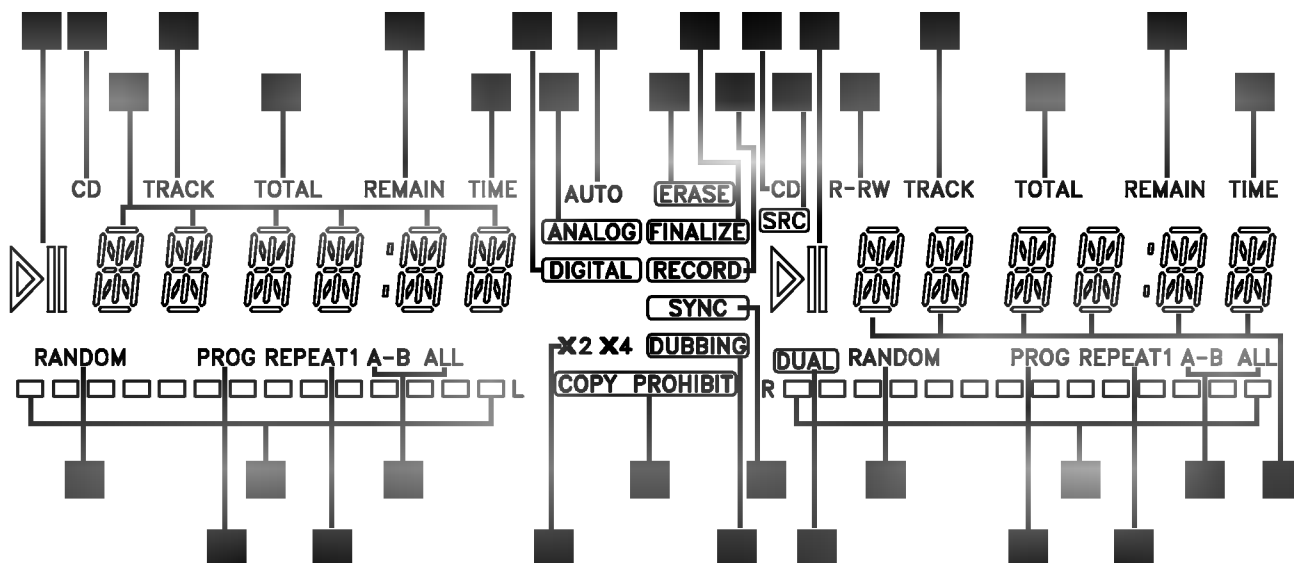 CD TRACK TOTAL REMAIN TIME AUTO ERASE CD R-RW TRACK TOTAL REMAIN TIME
SRC
ANALOG FINALIZE
DIGITAL RECORD
SYNC
X2 X4 DUBBING
RANDOM PROG REPEAT1 A-B ALL DUAL RANDOM PROG REPEAT1 A-B ALL
COPY PROHIBIT
L R